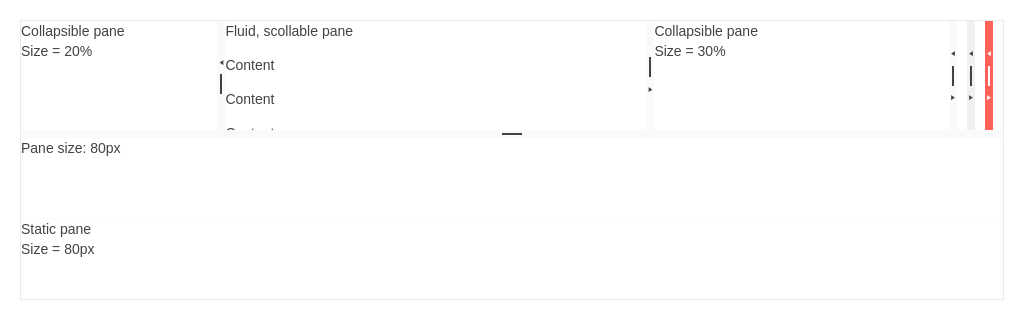 Collapsible pane
Size = 20%
Fluid, scollable pane
Content
Content
Collapsible pane
Size = 30%
Pane size: 80px
Static pane
Size = 80px